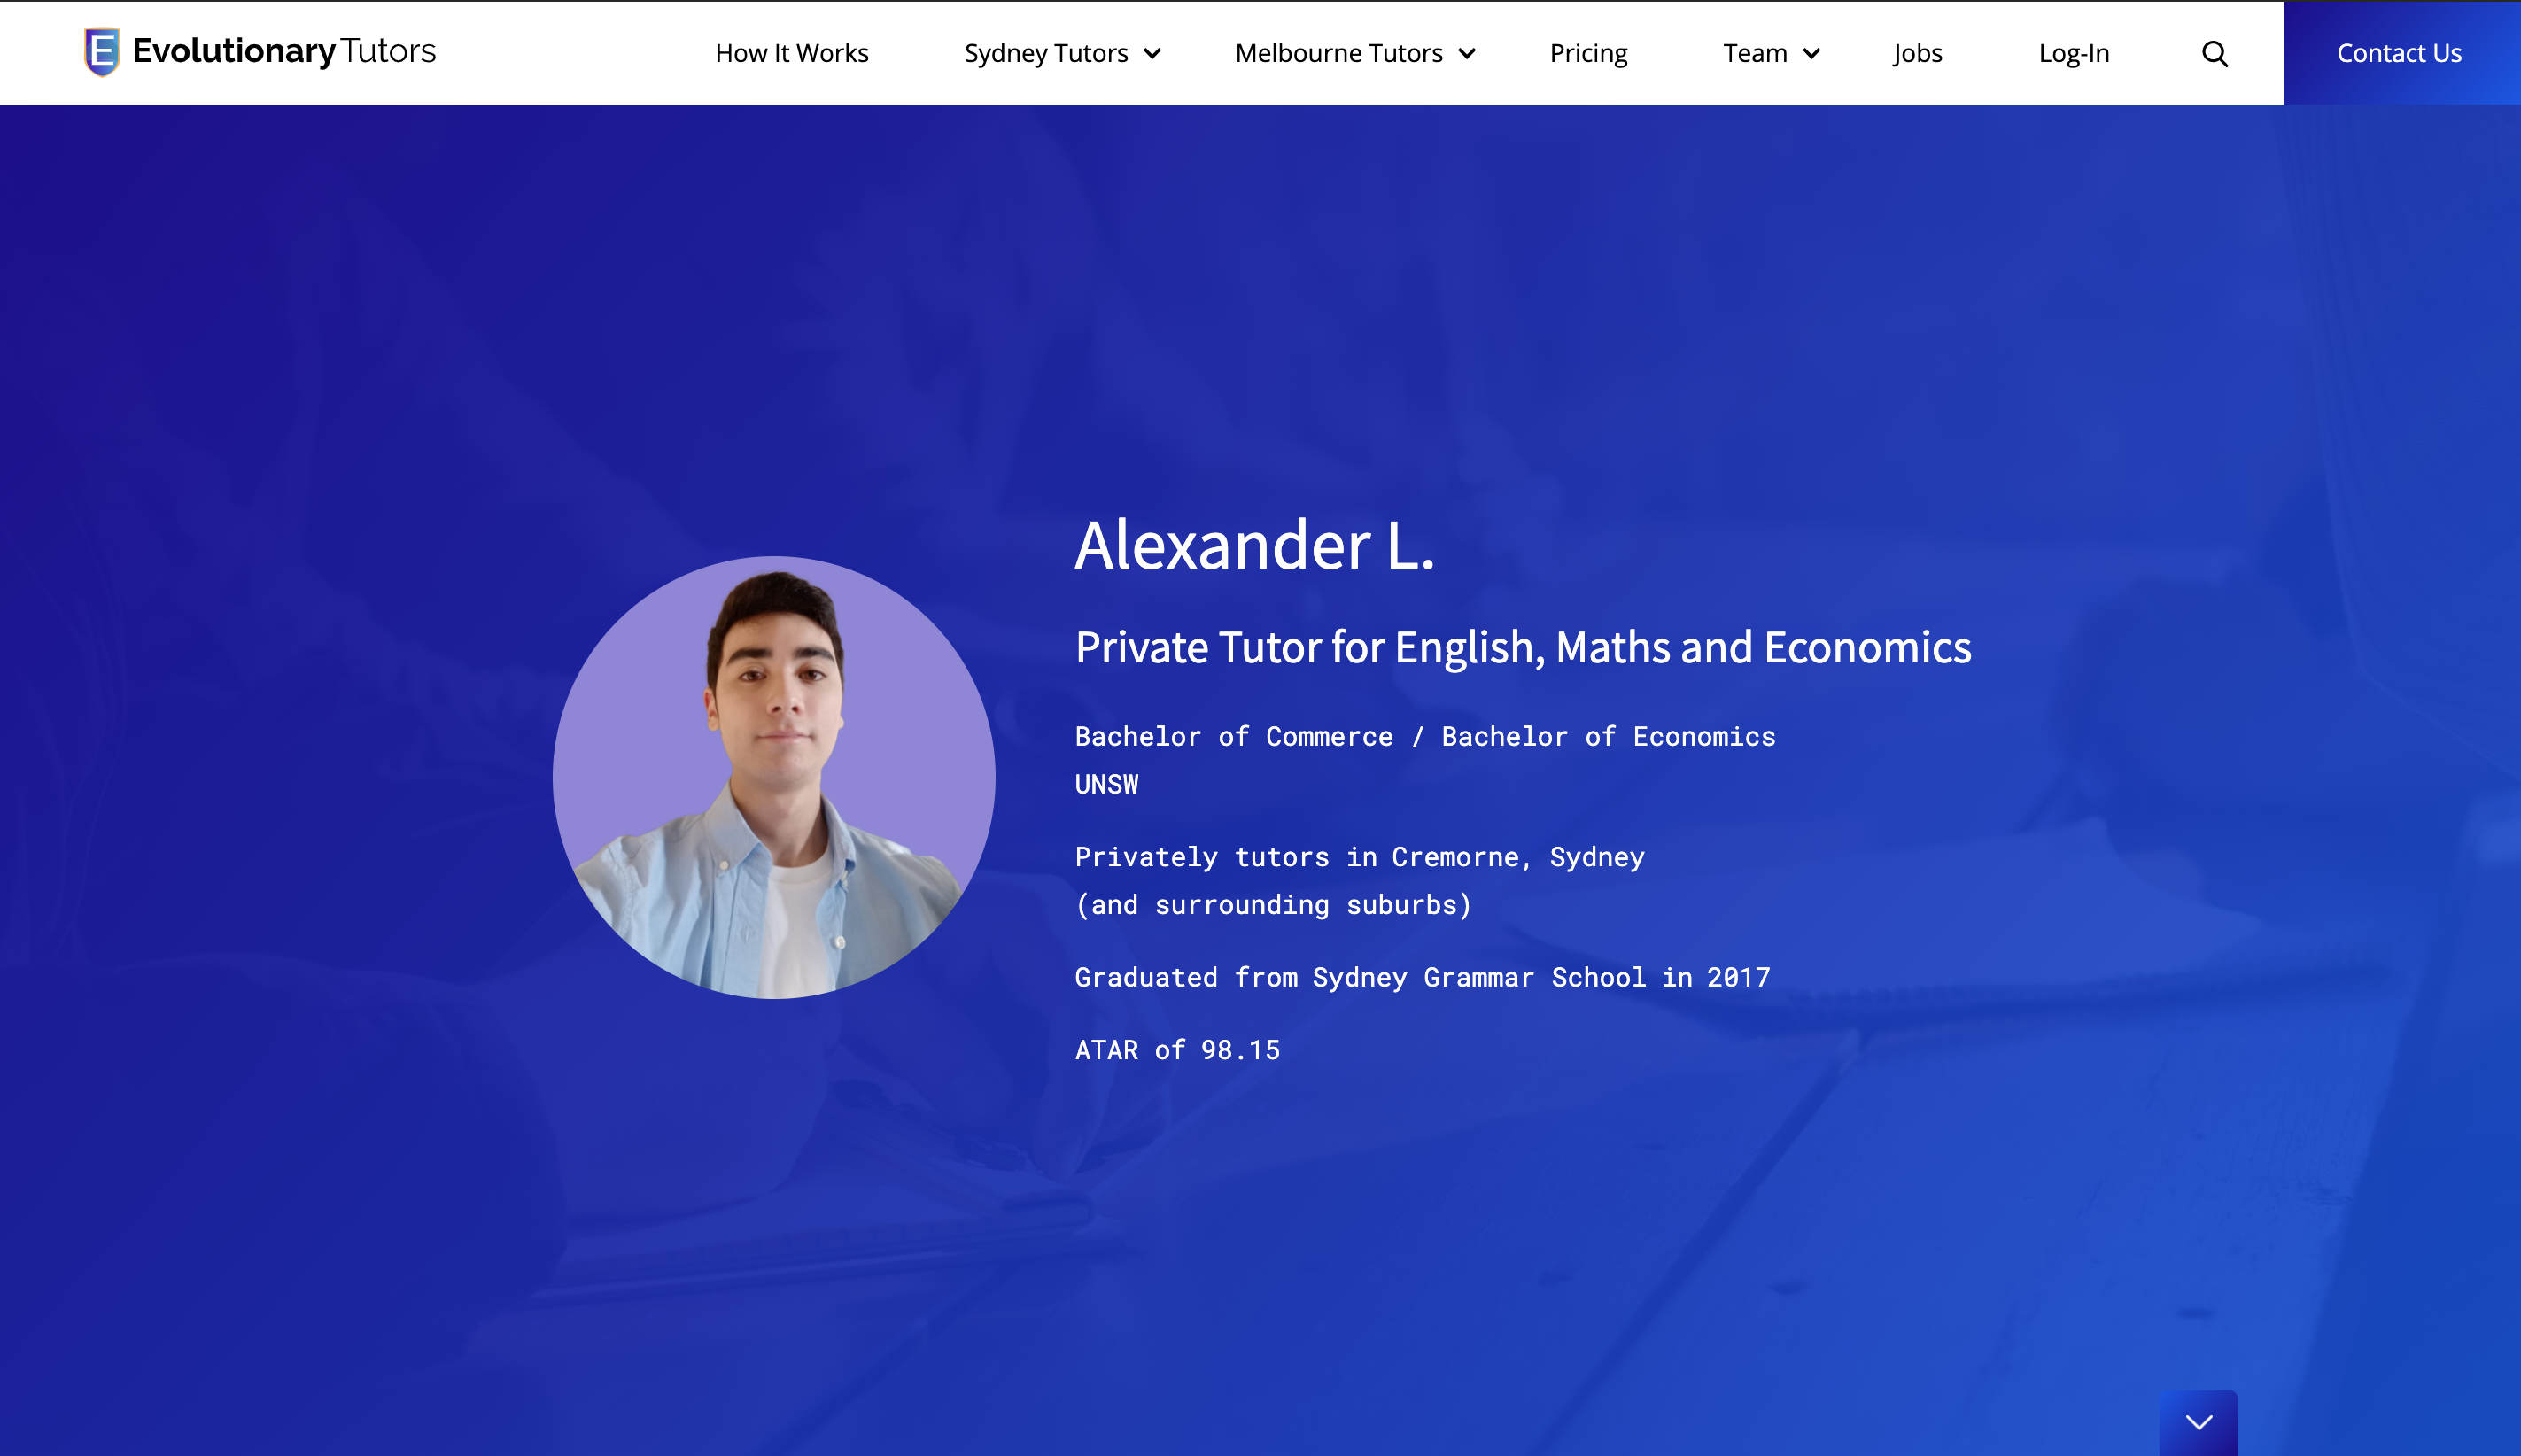 E Evolutionary Tutors
How It Works
Sydney Tutors
Melbourne Tutors
Pricing
Team
Jobs
Log-In
Contact Us
Alexander L.
Private Tutor for English, Maths and Economics
Bachelor of Commerce / Bachelor of Economics
UNSW
Privately tutors in Cremorne, Sydney
(and surrounding suburbs)
Graduated from Sydney Grammar School in 2017
ATAR of 98.15